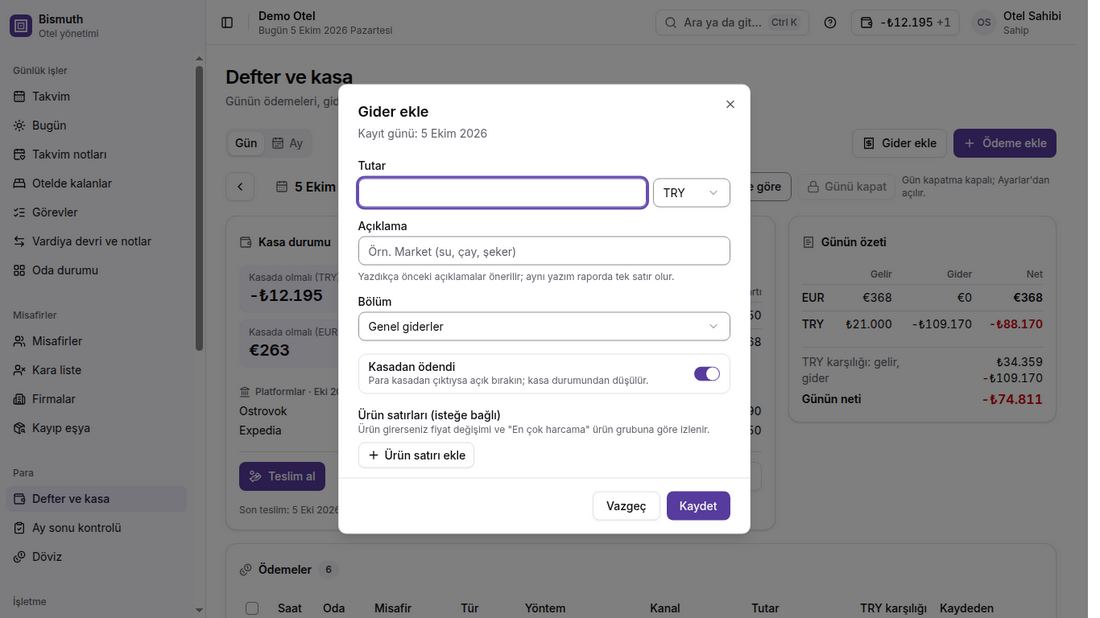 Bismuth
Otel yönetimi
Demo Otel
Bugün 5 Ekim 2026 Pazartesi
Ara ya da git... Ctrl K
-₺12.195 +1
OS
Otel Sahibi
Sahip
Günlük işler
Takvim
Bugün
Takvim notları
Otelde kalanlar
Görevler
Vardiya devri ve notlar
Oda durumu
Misafirler
Misafirler
Kara liste
Firmalar
Kayıp eşya
Para
Defter ve kasa
Ay sonu kontrolü
Döviz
İşletme
Defter ve kasa
Günün ödemeleri,
Gün Ay
Gider ekle
Ödeme ekle
5 Ekim
göre
Günü kapat
Gün kapatma kapalı; Ayarlar'dan
açılır.
Kasa durumu
Kasada olmalı (TRY
-₺12.195
Kasada olmalı (EUR
€263
Platformlar · Eki
Ostrovok
Expedia
Teslim al
Son teslim: 5 Eki
Gider ekle
Kayıt günü: 5 Ekim 2026
Tutar
TRY
Açıklama
Örn. Market (su, çay, şeker)
Yazdıkça önceki açıklamalar önerilir; aynı yazım raporda tek satır olur.
Bölüm
Genel giderler
Kasadan ödendi
Para kasadan çıktıysa açık bırakın; kasa durumundan düşülür.
Ürün satırları (isteğe bağlı)
Ürün girerseniz fiyat değişimi ve "En çok harcama" ürün grubuna göre izlenir.
Ürün satırı ekle
Vazgeç
Kaydet
Günün özeti
Gelir Gider Net
EUR €368 €0 €368
TRY ₺21.000 -₺109.170 -₺88.170
TRY karşılığı: gelir, ₺34.359
gider -₺109.170
Günün neti -₺74.811
Ödemeler 6
Saat Oda Misafir Tür Yöntem Kanal Tutar TRY karşılığı Kaydeden